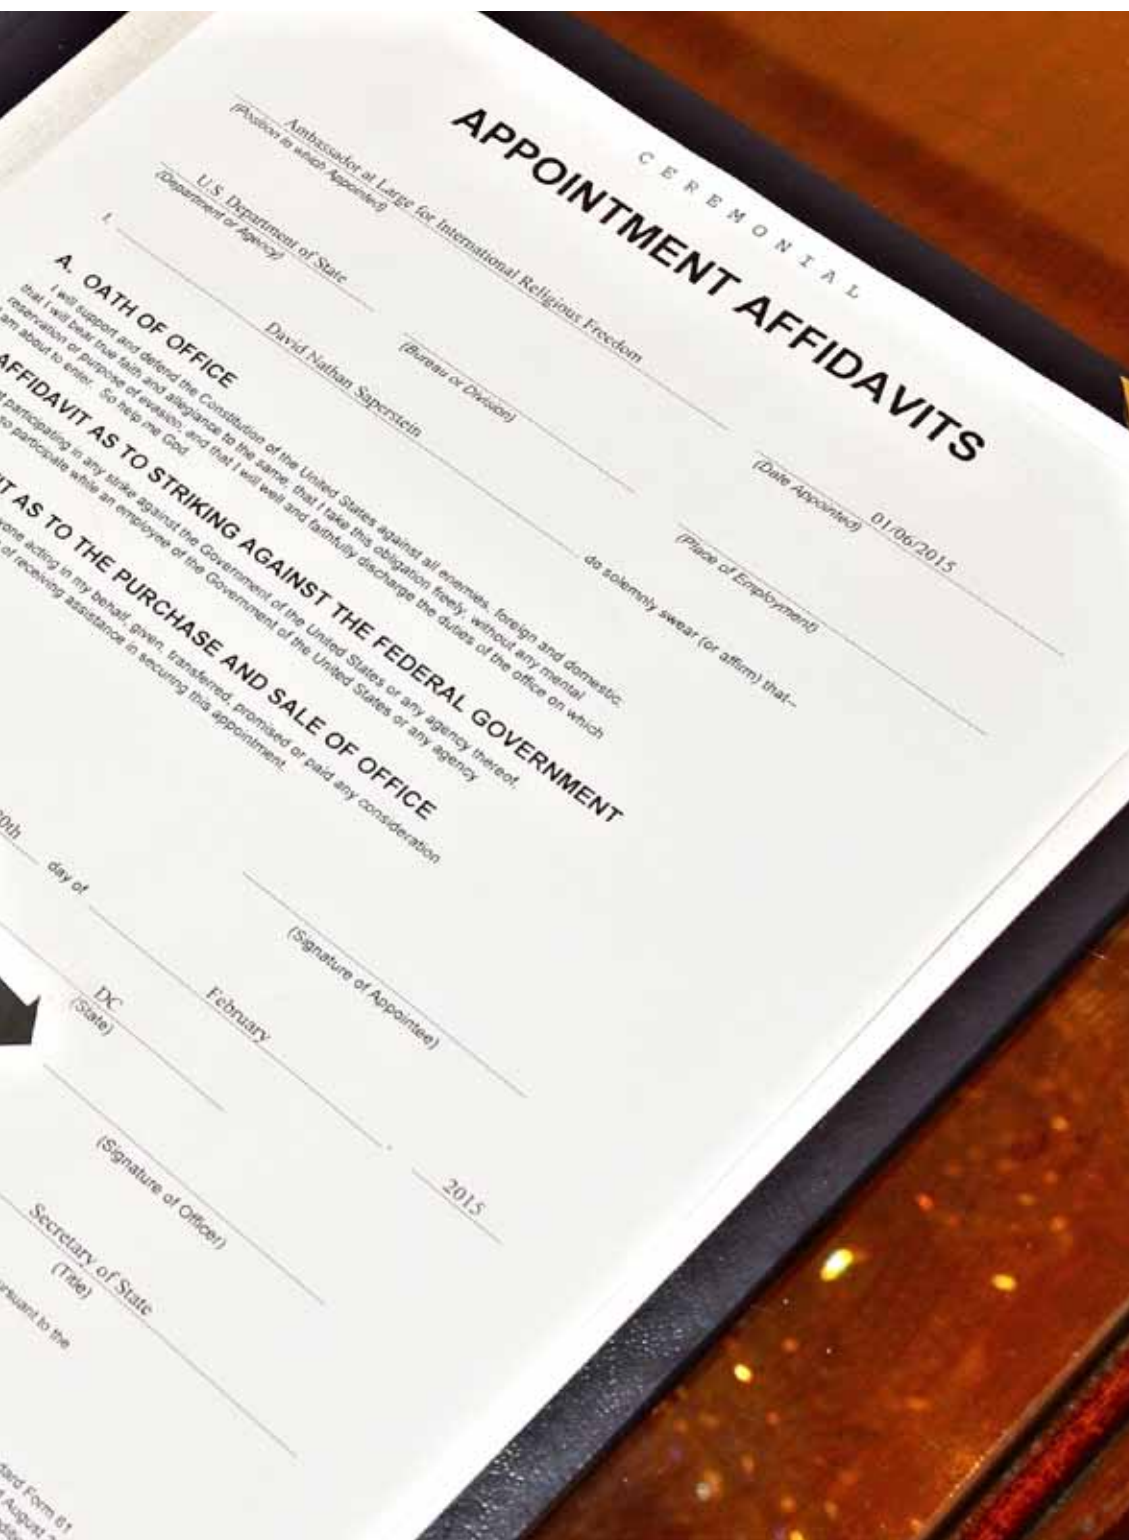 CEREMONIAL
APPOINTMENT AFFIDAVITS
Ambassador at Large for International Religious Freedom
(Position to which Appointed)
01/06/2015
(Date Appointed)
U.S. Department of State
(Department or Agency)
(Bureau or Division)
(Place of Employment)
I, David Nathan Saperstein do solemnly swear (or affirm) that--
A. OATH OF OFFICE
I will support and defend the Constitution of the United States against all enemies, foreign and domestic;
that I will bear true faith and allegiance to the same; that I take this obligation freely, without any mental
reservation or purpose of evasion; and that I will well and faithfully discharge the duties of the office on which
am about to enter. So help me God.
AFFIDAVIT AS TO STRIKING AGAINST THE FEDERAL GOVERNMENT
participating in any strike against the Government of the United States or any agency thereof,
so participate while an employee of the Government of the United States or any agency
AS TO THE PURCHASE AND SALE OF OFFICE
acting in my behalf, given, transferred, promised or paid any consideration
of receiving assistance in securing this appointment.
(Signature of Appointee)
day of February , 2015
DC
(State)
(Signature of Officer)
Secretary of State
(Title)
to the
Form 61
August